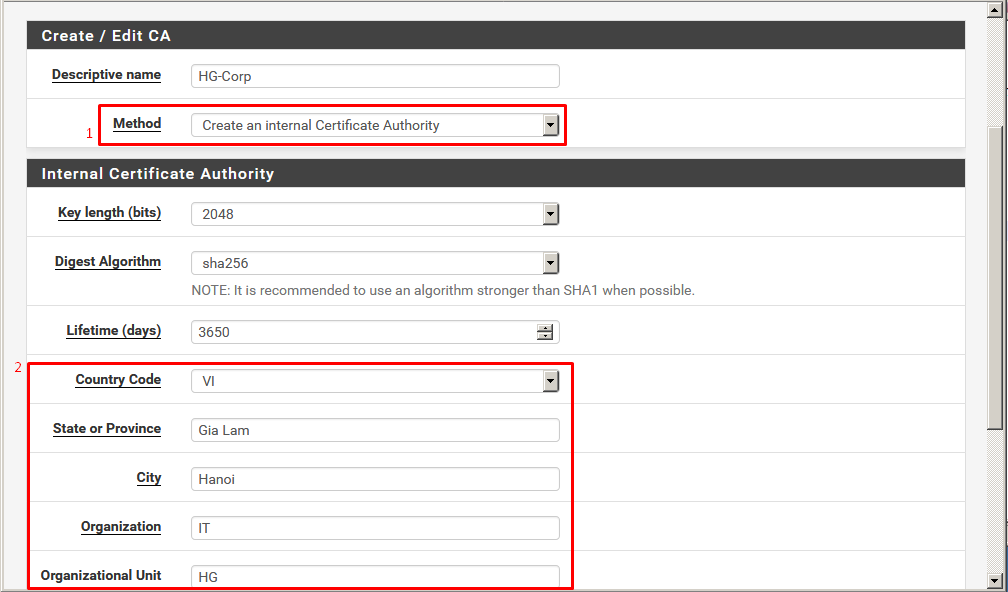 Create / Edit CA
Descriptive name HG-Corp
1 Method Create an internal Certificate Authority
Internal Certificate Authority
Key length (bits) 2048
Digest Algorithm sha256
NOTE: It is recommended to use an algorithm stronger than SHA1 when possible.
Lifetime (days) 3650
2 Country Code VI
State or Province Gia Lam
City Hanoi
Organization IT
Organizational Unit HG